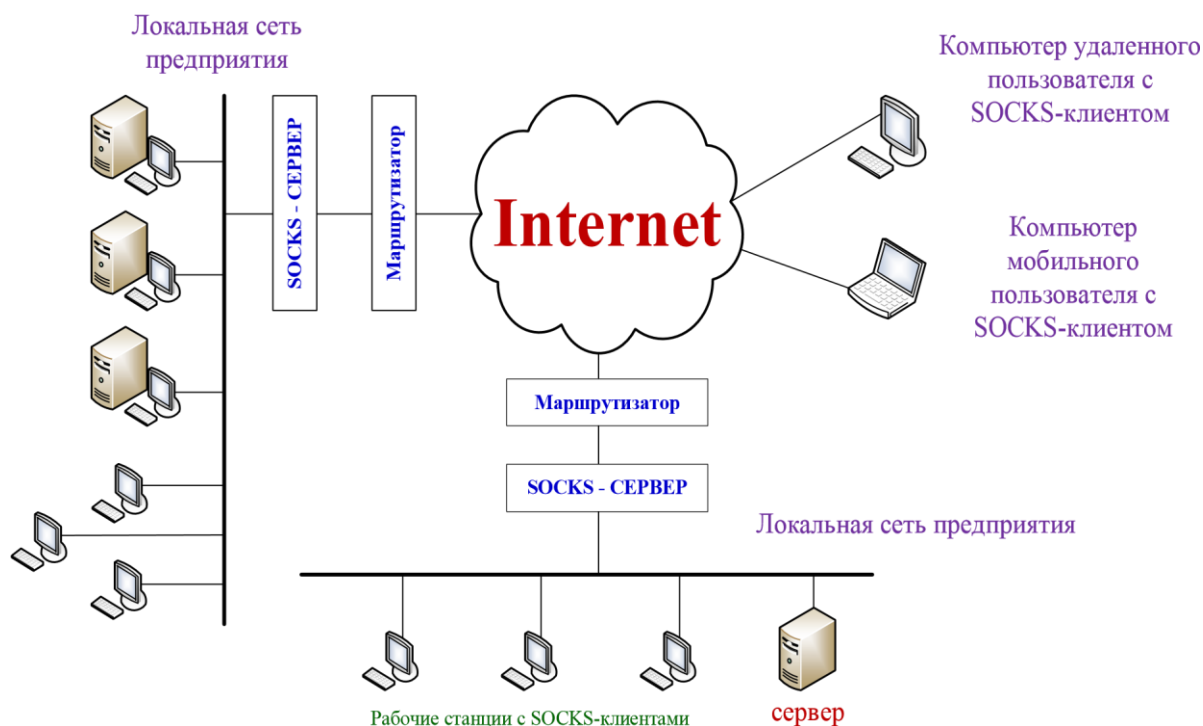 Локальная сеть
предприятия
Компьютер удаленного
пользователя с
SOCKS-клиентом
SOCKS - СЕРВЕР
Маршрутизатор
Internet
Компьютер
мобильного
пользователя с
SOCKS-клиентом
Маршрутизатор
SOCKS - СЕРВЕР
Локальная сеть предприятия
Рабочие станции с SOCKS-клиентами
сервер